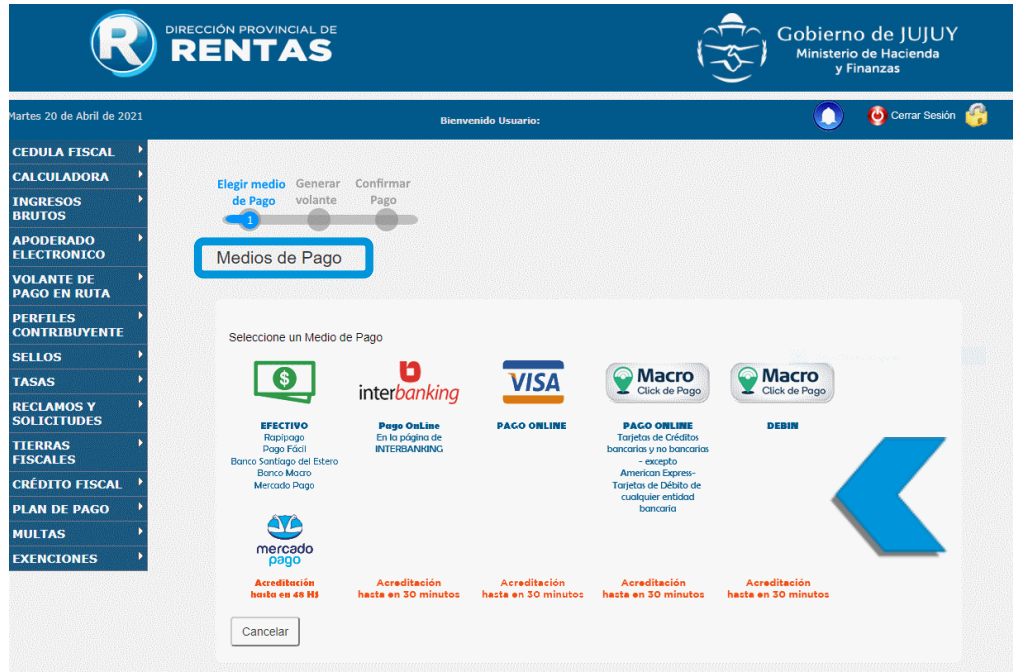 R
DIRECCIÓN PROVINCIAL DE
RENTAS
Gobierno de JUJUY
Ministerio de Hacienda
y Finanzas
Martes 20 de Abril de 2021
Bienvenido Usuario:
Cerrar Sesión
CEDULA FISCAL
CALCULADORA
INGRESOS
BRUTOS
APODERADO
ELECTRONICO
VOLANTE DE
PAGO EN RUTA
PERFILES
CONTRIBUYENTE
SELLOS
TASAS
RECLAMOS Y
SOLICITUDES
TIERRAS
FISCALES
CRÉDITO FISCAL
PLAN DE PAGO
MULTAS
EXENCIONES
Elegir medio
de Pago
Generar
volante
Confirmar
Pago
1
Medios de Pago
Seleccione un Medio de Pago
$
EFECTIVO
Rapipago
Pago Fácil
Banco Santiago del Estero
Banco Macro
Mercado Pago
mercado
pago
Acreditación
hasta en 48 HS
interbanking
Pago OnLine
En la página de
INTERBANKING
Acreditación
hasta en 30 minutos
VISA
PAGO ONLINE
Acreditación
hasta en 30 minutos
Macro
Click de Pago
PAGO ONLINE
Tarjetas de Créditos
bancarias y no bancarias
- excepto
American Express-
Tarjetas de Débito de
cualquier entidad
bancaria
Acreditación
hasta en 30 minutos
Macro
Click de Pago
DEBIN
Acreditación
hasta en 30 minutos
Cancelar